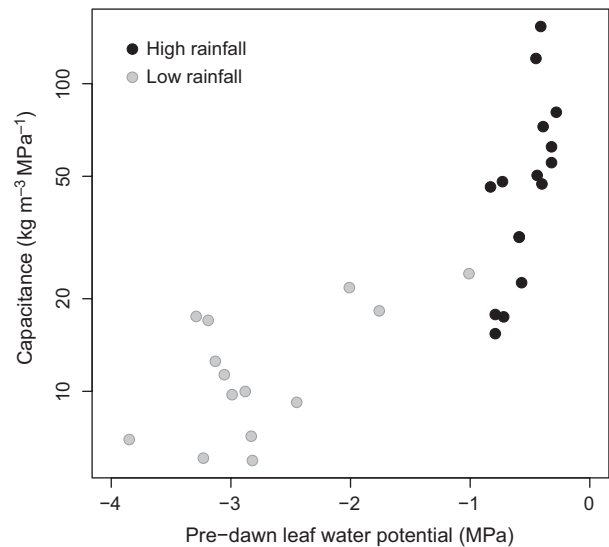 High rainfall
Low rainfall
Capacitance (kg m⁻³ MPa⁻¹)
100
50
20
10
−4 −3 −2 −1 0
Pre−dawn leaf water potential (MPa)